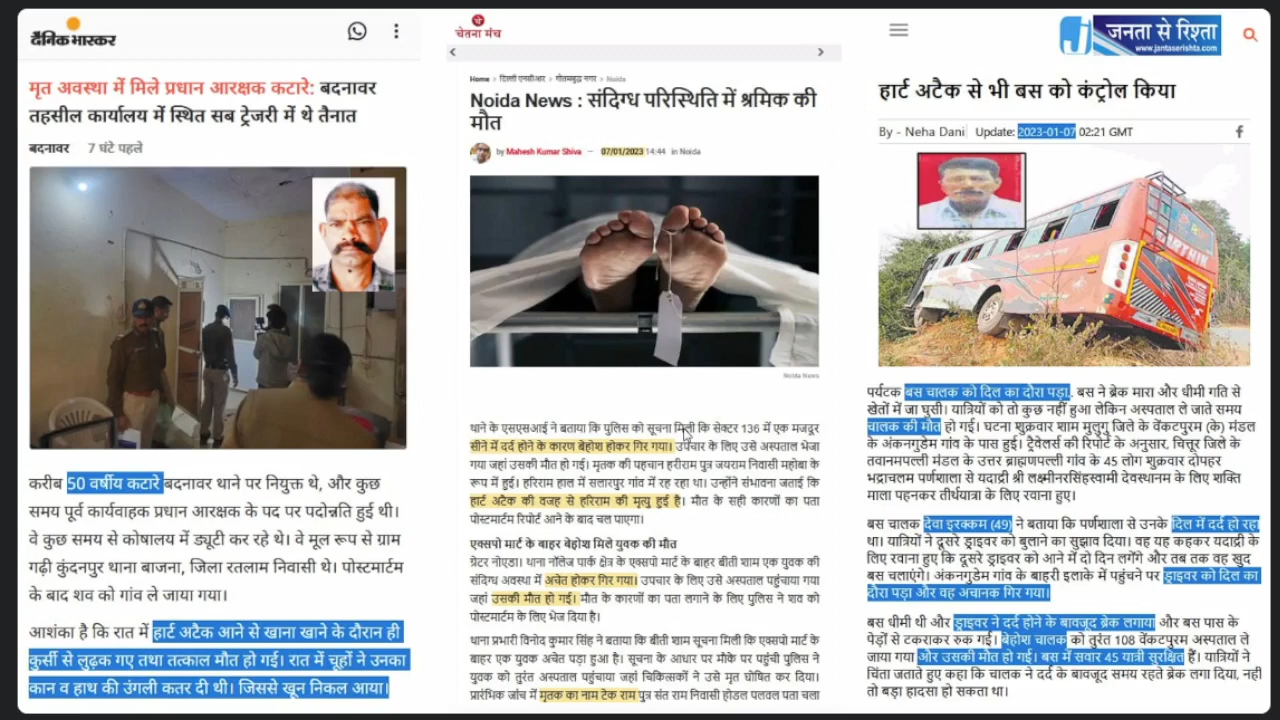 दैनिक भास्कर
मृत अवस्था में मिले प्रधान आरक्षक कटारे: बदनावर
तहसील कार्यालय में स्थित सब ट्रेजरी में थे तैनात
बदनावर 7 घंटे पहले
करीब 50 वर्षीय कटारे बदनावर थाने पर नियुक्त थे, और कुछ
समय पूर्व कार्यवाहक प्रधान आरक्षक के पद पर पदोन्नति हुई थी।
वे कुछ समय से कोषालय में ड्यूटी कर रहे थे। वे मूल रूप से ग्राम
गढ़ी कुंदनपुर थाना बाजना, जिला रतलाम निवासी थे। पोस्टमार्टम
के बाद शव को गांव ले जाया गया।
आशंका है कि रात में हार्ट अटैक आने से खाना खाने के दौरान ही
कुर्सी से लुढ़क गए तथा तत्काल मौत हो गई। रात में चूहों ने उनका
कान व हाथ की उंगली कतर दी थी। जिससे खून निकल आया।
चे
चेतना मंच
Home > दिल्ली एनसीआर > गौतमबुद्ध नगर > Noida
Noida News : संदिग्ध परिस्थिति में श्रमिक की
मौत
by Mahesh Kumar Shiva — 07/01/2023 14:44 in Noida
Noida News
थाने के एसएसआई ने बताया कि पुलिस को सूचना मिली कि सेक्टर 136 में एक मजदूर
सीने में दर्द होने के कारण बेहोश होकर गिर गया। उपचार के लिए उसे अस्पताल भेजा
गया जहां उसकी मौत हो गई। मृतक की पहचान हरीराम पुत्र जयराम निवासी महोबा के
रूप में हुई। हरिराम हाल में सलारपुर गांव में रह रहा था। उन्होंने संभावना जताई कि
हार्ट अटैक की वजह से हरिराम की मृत्यु हुई है। मौत के सही कारणों का पता
पोस्टमार्टम रिपोर्ट आने के बाद चल पाएगा।
एक्सपो मार्ट के बाहर बेहोश मिले युवक की मौत
ग्रेटर नोएडा। थाना नॉलेज पार्क क्षेत्र के एक्सपो मार्ट के बाहर बीती शाम एक युवक की
संदिग्ध अवस्था में अचेत होकर गिर गया। उपचार के लिए उसे अस्पताल पहुंचाया गया
जहां उसकी मौत हो गई। मौत के कारणों का पता लगाने के लिए पुलिस ने शव को
पोस्टमार्टम के लिए भेज दिया है।
थाना प्रभारी विनोद कुमार सिंह ने बताया कि बीती शाम सूचना मिली कि एक्सपो मार्ट के
बाहर एक युवक अचेत पड़ा हुआ है। सूचना के आधार पर मौके पर पहुंची पुलिस ने
युवक को तुरंत अस्पताल पहुंचाया जहां चिकित्सकों ने उसे मृत घोषित कर दिया।
प्रारंभिक जांच में मृतक का नाम टेक राम पुत्र संत राम निवासी होडल पलवल पता चला
जनता से रिश्ता
www.jantaserishta.com
हार्ट अटैक से भी बस को कंट्रोल किया
By - Neha Dani Update: 2023-01-07 02:21 GMT
पर्यटक बस चालक को दिल का दौरा पड़ा.. बस ने ब्रेक मारा और धीमी गति से
खेतों में जा घुसी। यात्रियों को तो कुछ नहीं हुआ लेकिन अस्पताल ले जाते समय
चालक की मौत हो गई। घटना शुक्रवार शाम मुलुगु जिले के वेंकटपुरम (के) मंडल
के अंकनगुडेम गांव के पास हुई। ट्रैवेलर्स की रिपोर्ट के अनुसार, चित्तूर जिले के
तवानमपल्ली मंडल के उत्तर ब्राह्मणपल्ली गांव के 45 लोग शुक्रवार दोपहर
भद्राचलम पर्णशाला से यदाद्री श्री लक्ष्मीनरसिंहस्वामी देवस्थानम के लिए शक्ति
माला पहनकर तीर्थयात्रा के लिए रवाना हुए।
बस चालक देवा इरक्कम (49) ने बताया कि पर्णशाला से उनके दिल में दर्द हो रहा
था। यात्रियों ने दूसरे ड्राइवर को बुलाने का सुझाव दिया। वह यह कहकर यदाद्री के
लिए रवाना हुए कि दूसरे ड्राइवर को आने में दो दिन लगेंगे और तब तक वह खुद
बस चलाएंगे। अंकनगुडेम गांव के बाहरी इलाके में पहुंचने पर ड्राइवर को दिल का
दौरा पड़ा और वह अचानक गिर गया।
बस धीमी थी और ड्राइवर ने दर्द होने के बावजूद ब्रेक लगाया और बस पास के
पेड़ों से टकराकर रुक गई। बेहोश चालक को तुरंत 108 वेंकटपुरम अस्पताल ले
जाया गया और उसकी मौत हो गई। बस में सवार 45 यात्री सुरक्षित हैं। यात्रियों ने
चिंता जताते हुए कहा कि चालक ने दर्द के बावजूद समय रहते ब्रेक लगा दिया, नहीं
तो बड़ा हादसा हो सकता था।